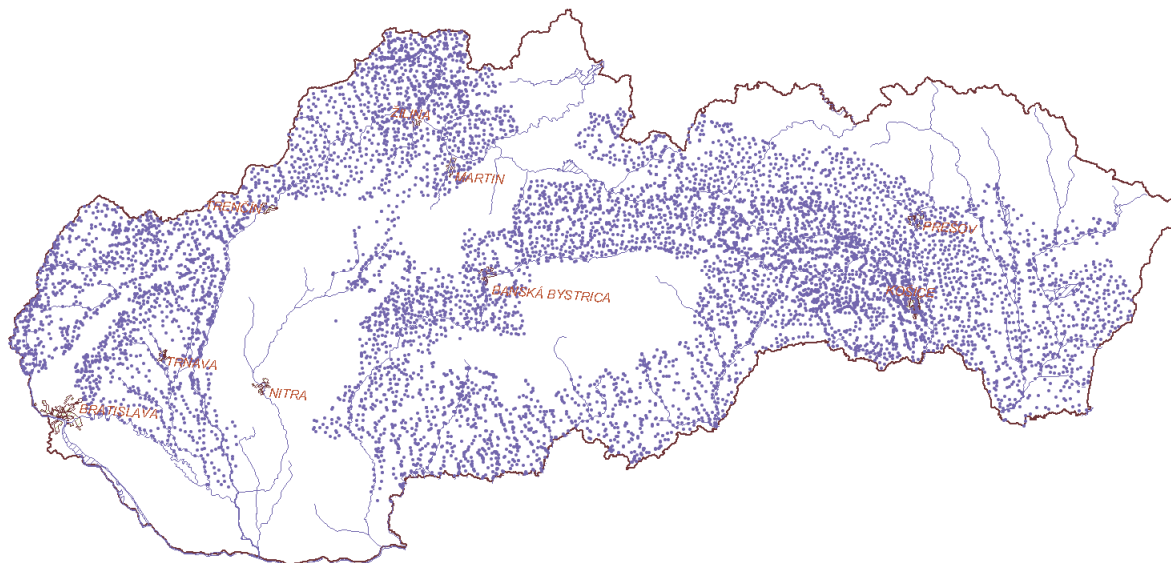 ŽILINA
MARTIN
TRENČÍN
PREŠOV
BANSKÁ BYSTRICA
KOŠICE
TRNAVA
NITRA
BRATISLAVA